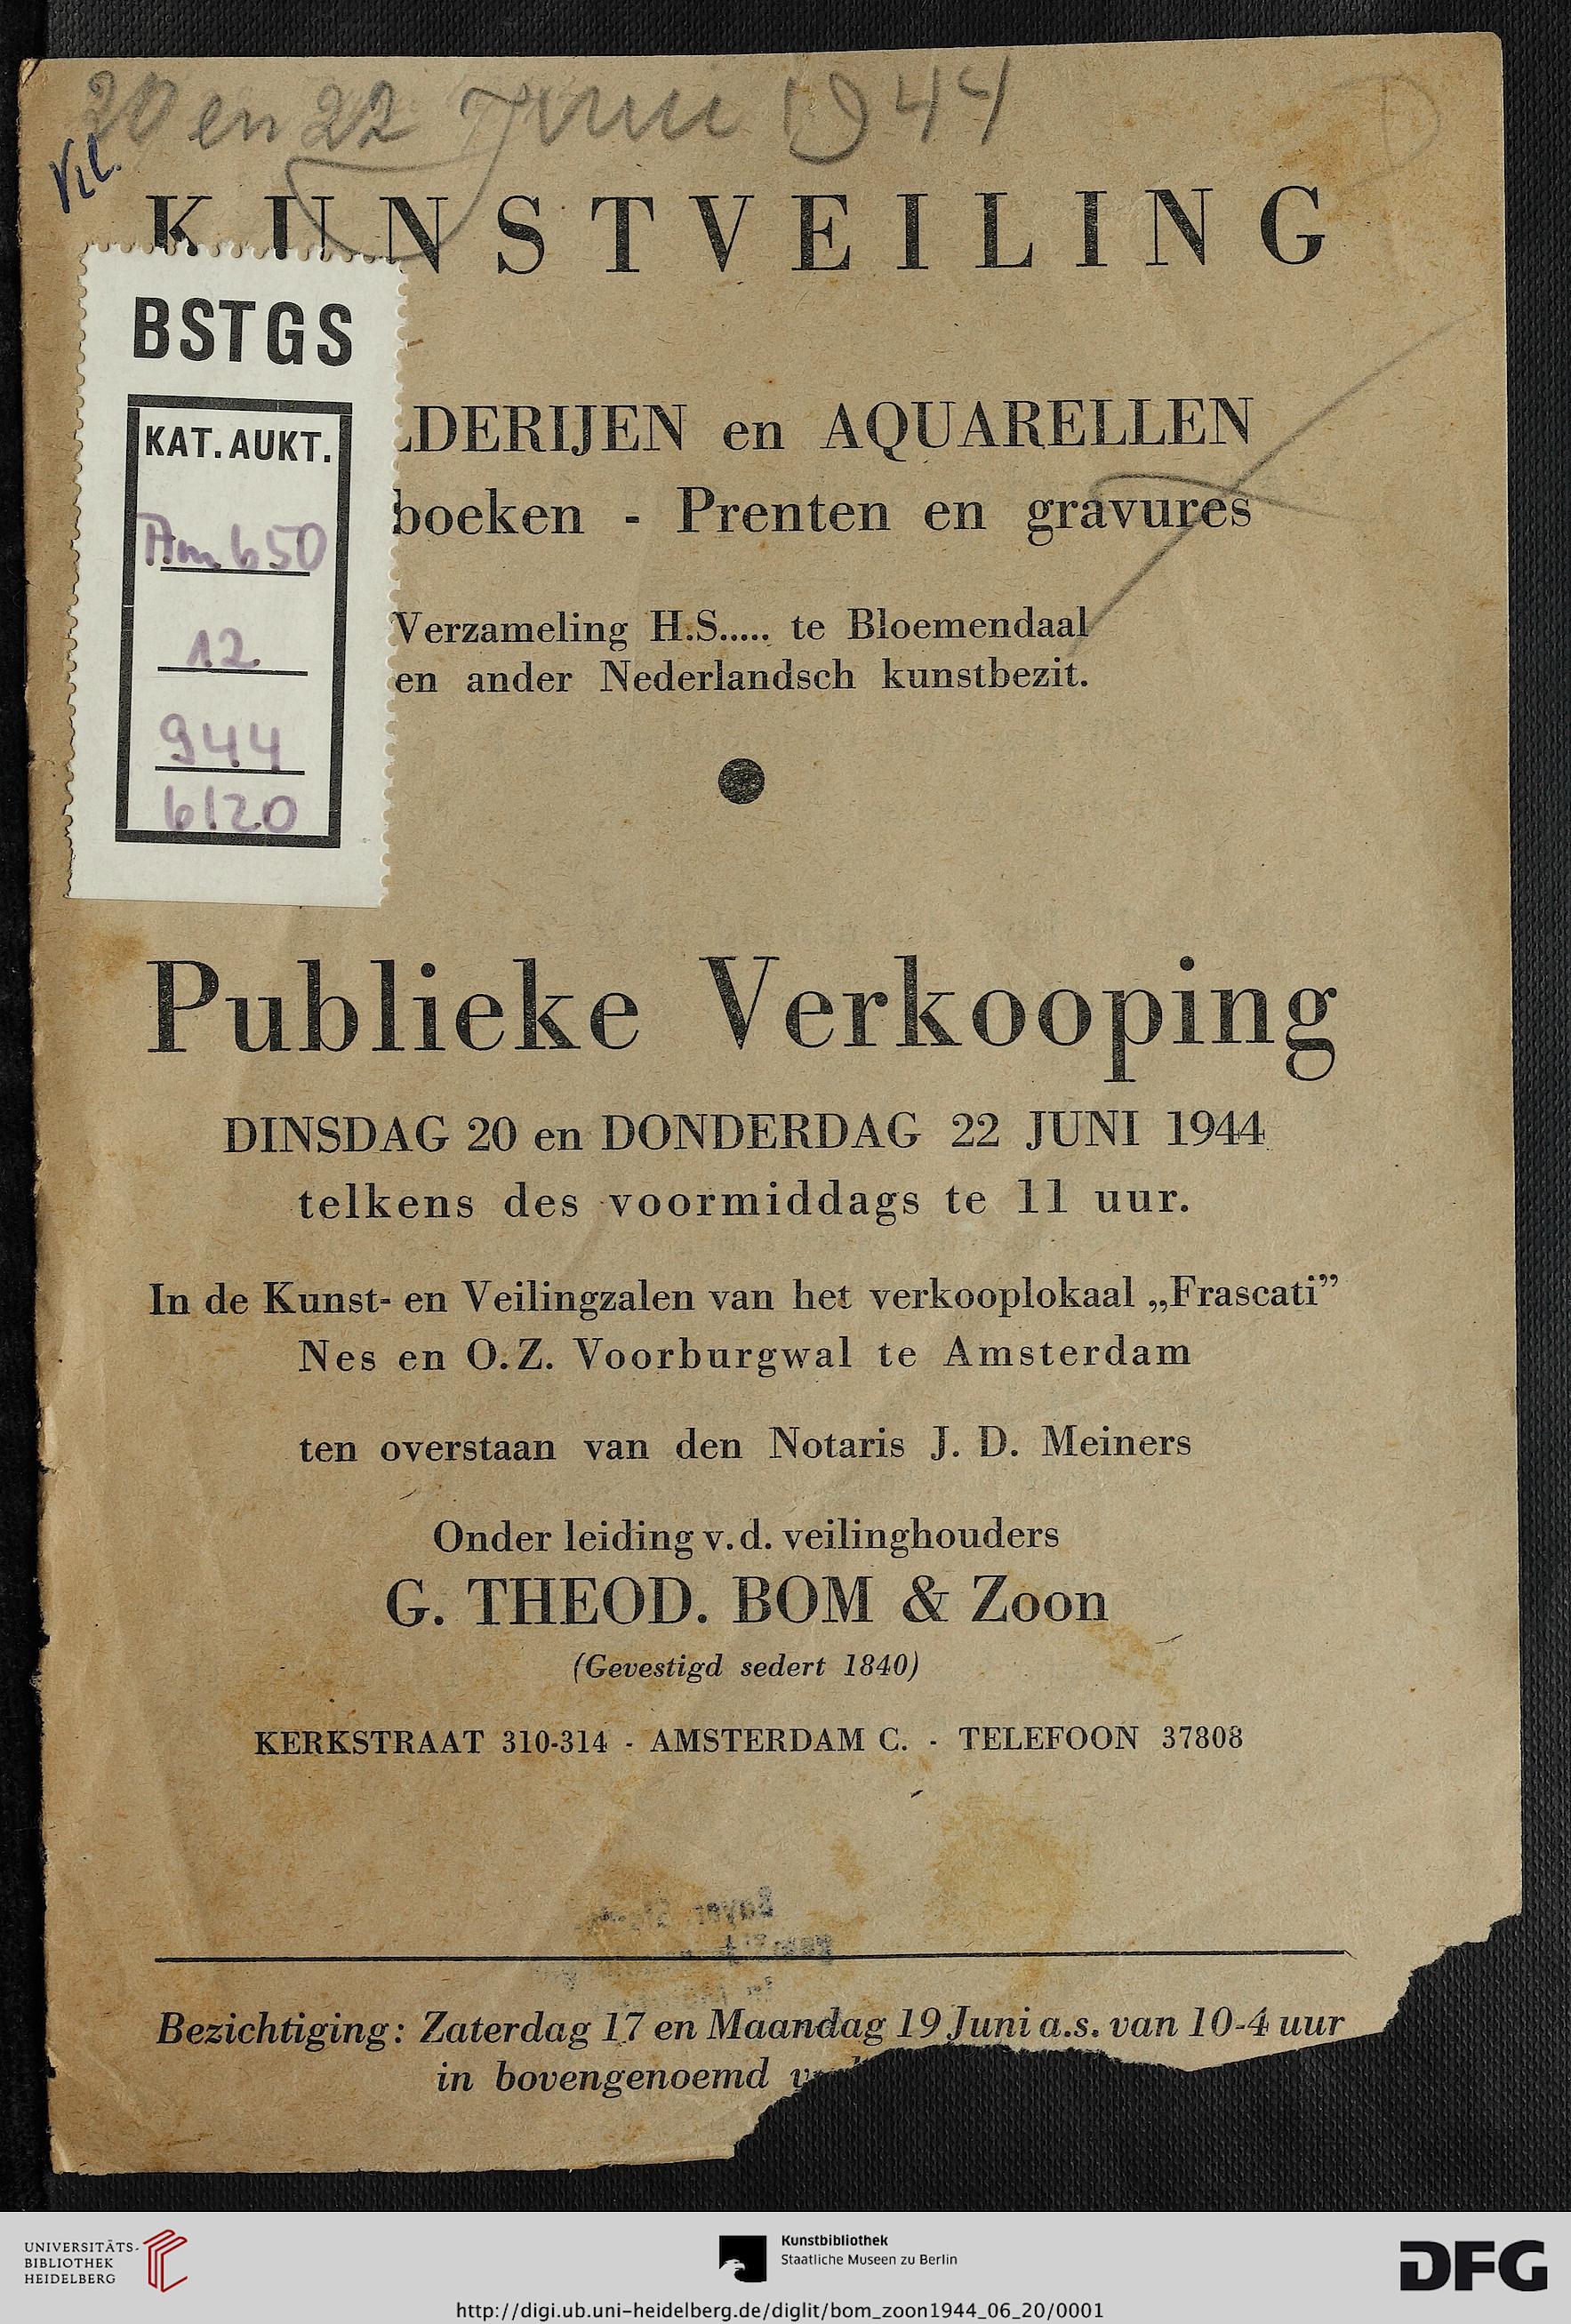 20 en 22 Juni 1944
KUNSTVEILING
BSTGS
KAT. AUKT.
Am 650
12
944
6/20
LDERIJEN en AQUARELLEN
boeken - Prenten en gravures
Verzameling H.S..... te Bloemendaal
en ander Nederlandsch kunstbezit.
Publieke Verkooping
DINSDAG 20 en DONDERDAG 22 JUNI 1944
telkens des voormiddags te 11 uur.
In de Kunst- en Veilingzalen van het verkooplokaal „Frascati”
Nes en O.Z. Voorburgwal te Amsterdam
ten overstaan van den Notaris J. D. Meiners
Onder leiding v.d. veilinghouders
G. THEOD. BOM & Zoon
(Gevestigd sedert 1840)
KERKSTRAAT 310-314 - AMSTERDAM C. - TELEFOON 37808
Bezichtiging: Zaterdag 17 en Maandag 19 Juni a.s. van 10-4 uur
in bovengenoemd
UNIVERSITÄTS-
BIBLIOTHEK
HEIDELBERG
Kunstbibliothek
Staatliche Museen zu Berlin
DFG
http://digi.ub.uni-heidelberg.de/diglit/bom_zoon1944_06_20/0001